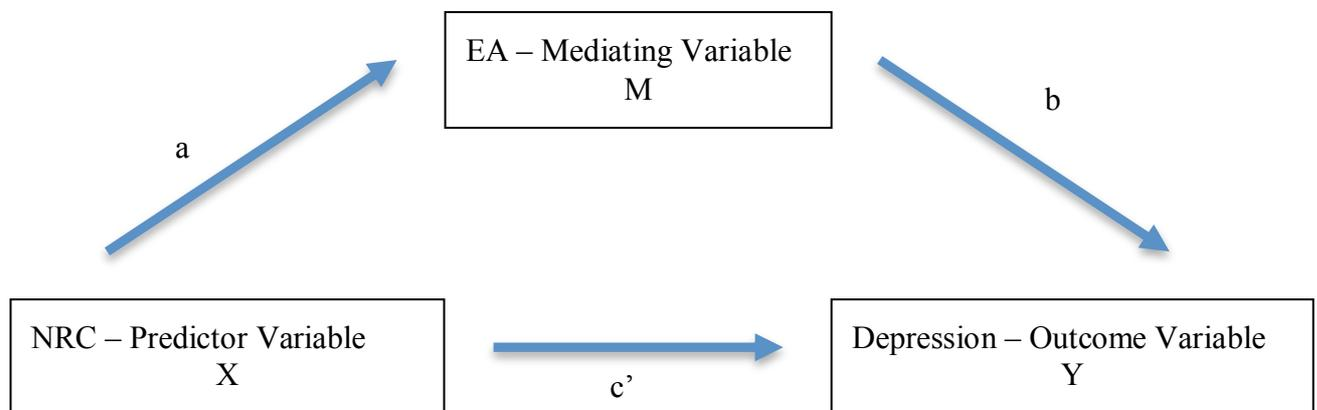 EA – Mediating Variable
M
a
b
NRC – Predictor Variable
X
c’
Depression – Outcome Variable
Y